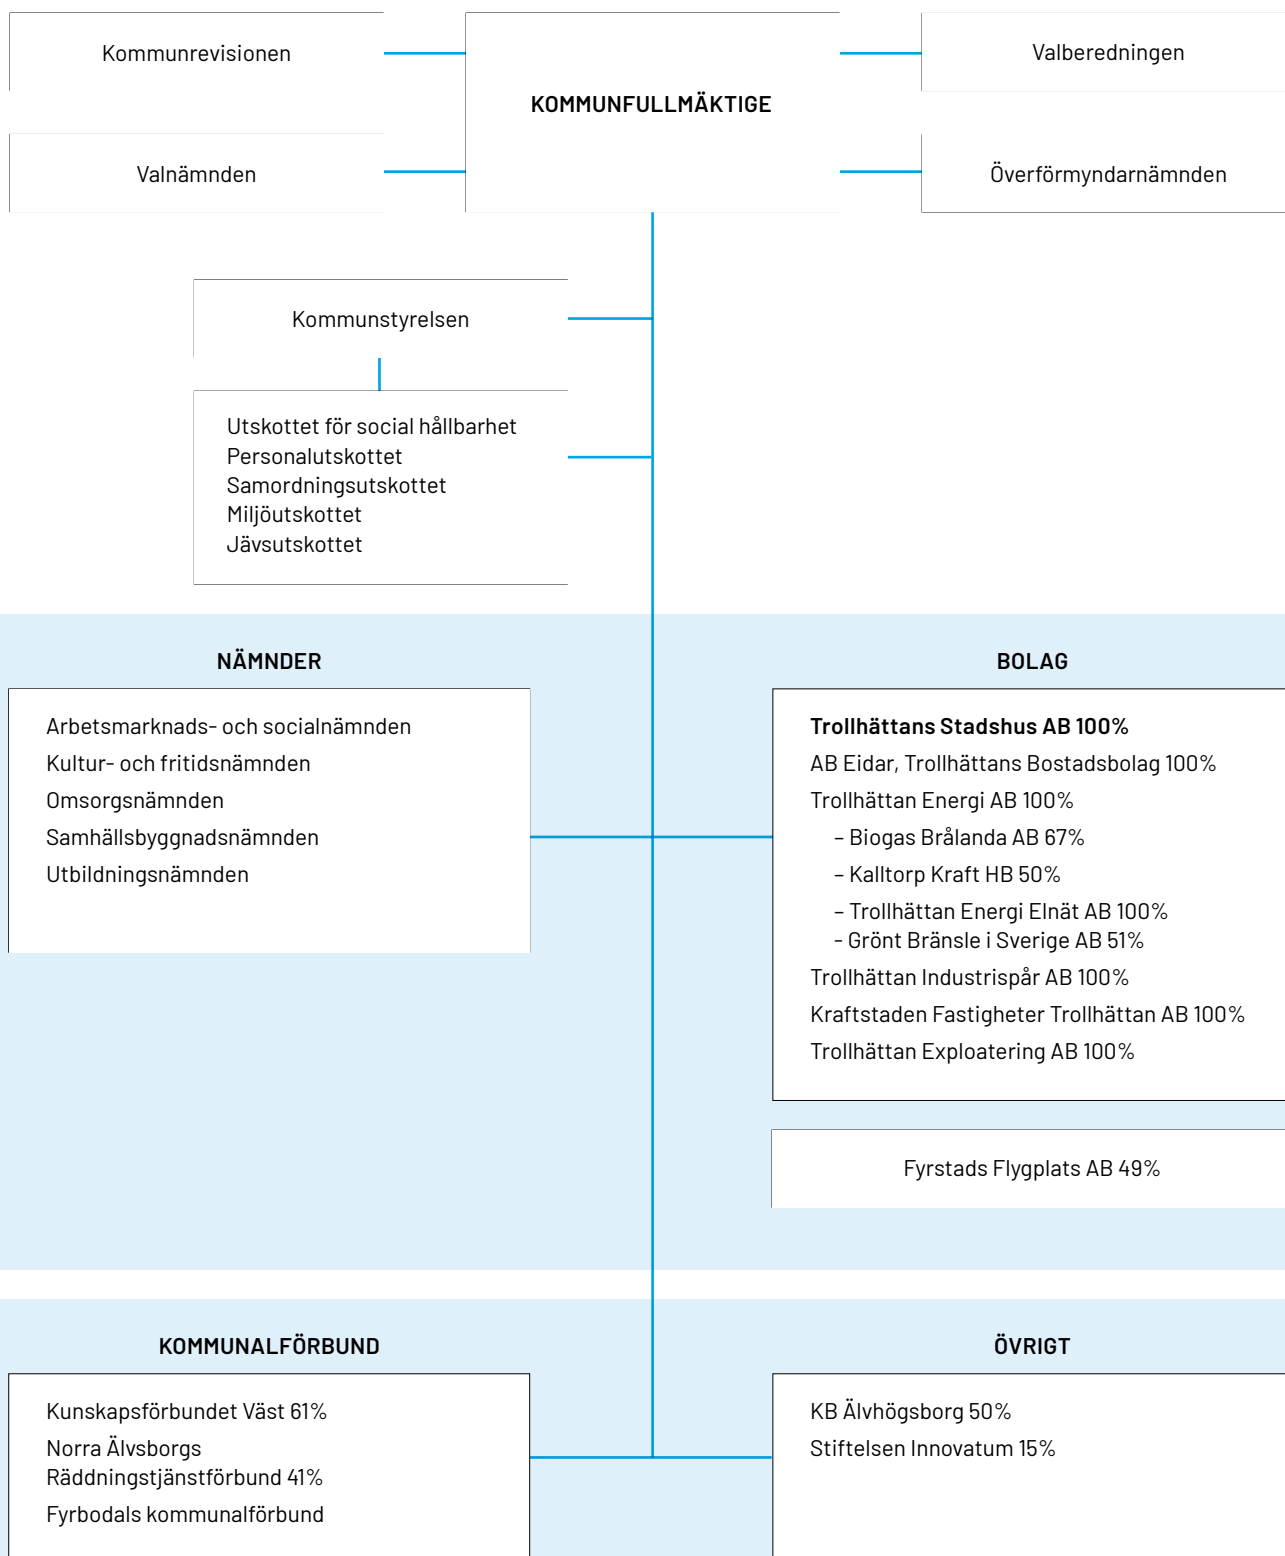 Kommunrevisionen
KOMMUNFULLMÄKTIGE
Valberedningen
Valnämnden
Överförmyndarnämnden
Kommunstyrelsen
Utskottet för social hållbarhet
Personalutskottet
Samordningsutskottet
Miljöutskottet
Jävsutskottet
NÄMNDER
Arbetsmarknads- och socialnämnden
Kultur- och fritidsnämnden
Omsorgsnämnden
Samhällsbyggnadsnämnden
Utbildningsnämnden
BOLAG
Trollhättans Stadshus AB 100%
AB Eidar, Trollhättans Bostadsbolag 100%
Trollhättan Energi AB 100%
– Biogas Brålanda AB 67%
– Kalltorp Kraft HB 50%
– Trollhättan Energi Elnät AB 100%
- Grönt Bränsle i Sverige AB 51%
Trollhättan Industrispår AB 100%
Kraftstaden Fastigheter Trollhättan AB 100%
Trollhättan Exploatering AB 100%
Fyrstads Flygplats AB 49%
KOMMUNALFÖRBUND
Kunskapsförbundet Väst 61%
Norra Älvsborgs
Räddningstjänstförbund 41%
Fyrbodals kommunalförbund
ÖVRIGT
KB Älvhögsborg 50%
Stiftelsen Innovatum 15%